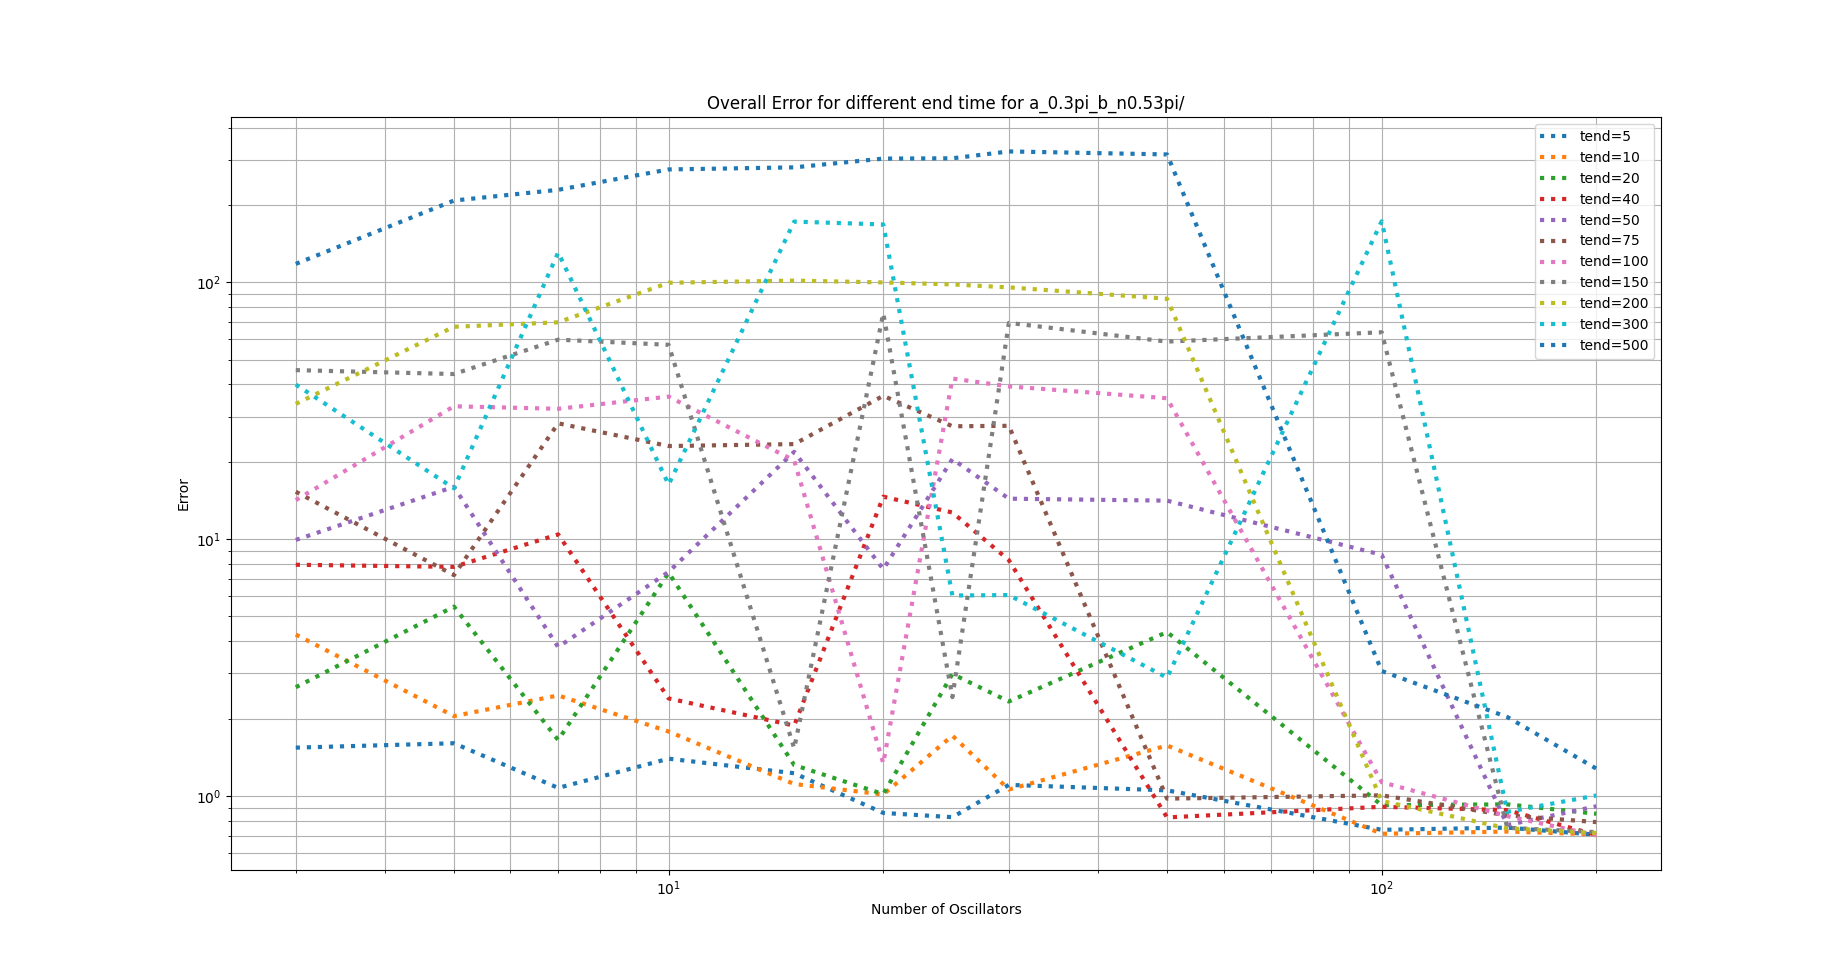 Overall Error for different end time for a_0.3pi_b_n0.53pi/
tend=5
tend=10
tend=20
tend=40
tend=50
tend=75
tend=100
tend=150
tend=200
tend=300
tend=500
Error
10²
10¹
10⁰
10¹
10²
Number of Oscillators